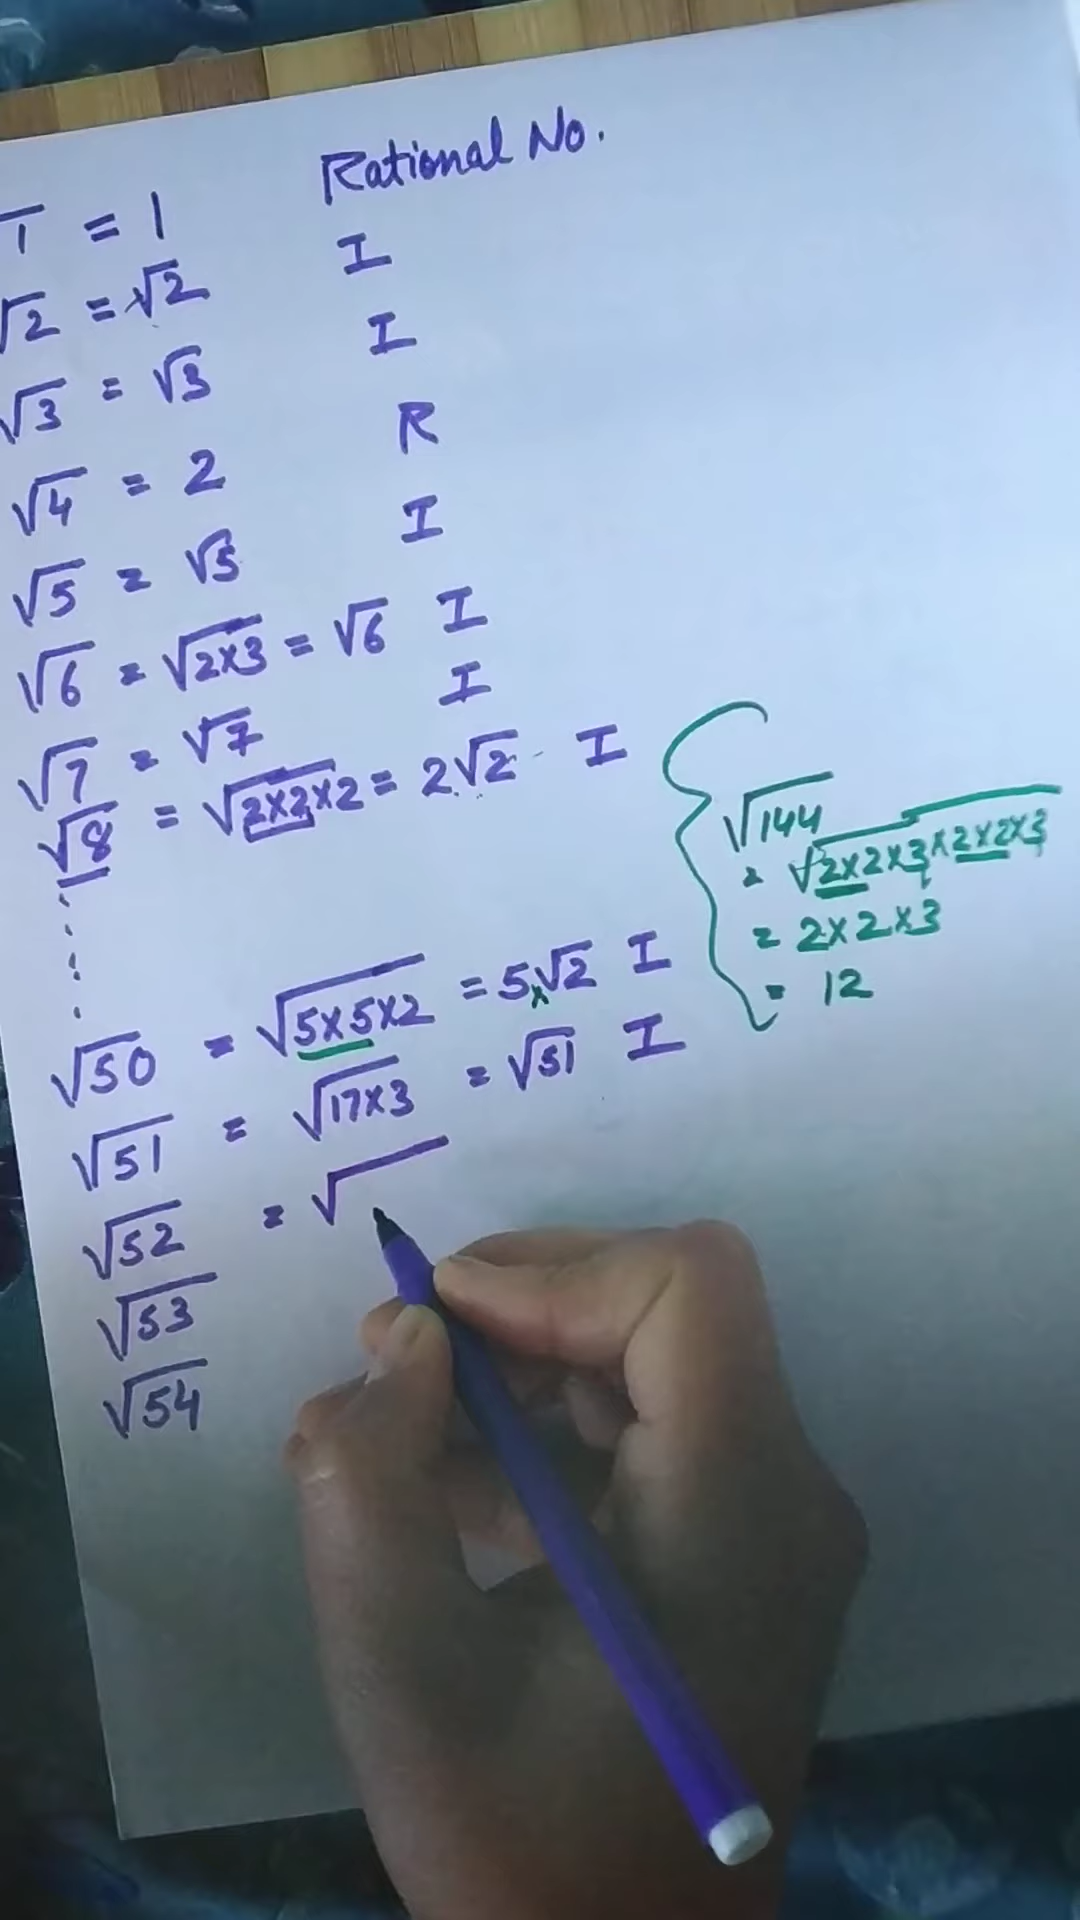 Rational No.
√1 = 1
√2 = √2 I
√3 = √3 I
√4 = 2 R
√5 = √5 I
√6 = √2×3 = √6 I
√7 = √7 I
√8 = √2×2×2 = 2√2 I
√144
= √2×2×3×2×2×3
= 2×2×3
= 12
√50 = √5×5×2 = 5×√2 I
√51 = √17×3 = √51 I
√52 = √
√53
√54